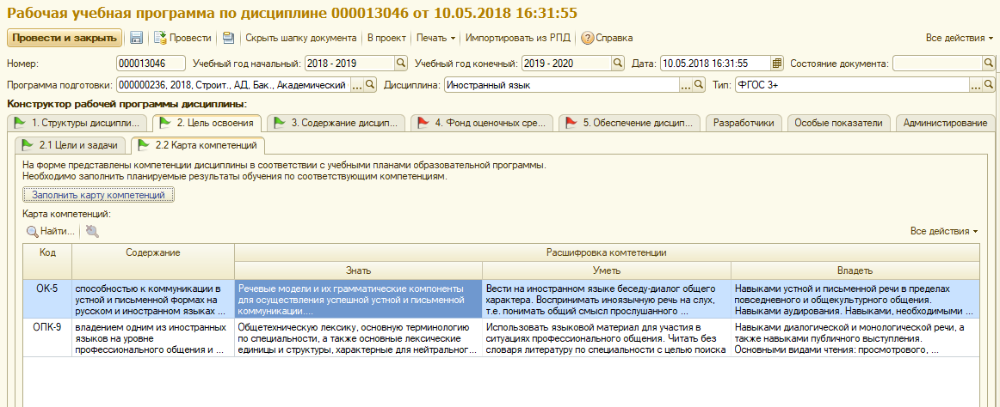 Рабочая учебная программа по дисциплине 000013046 от 10.05.2018 16:31:55
Провести и закрыть Провести Скрыть шапку документа В проект Печать Импортировать из РПД Справка Все действия
Номер: 000013046 Учебный год начальный: 2018 - 2019 Учебный год конечный: 2019 - 2020 Дата: 10.05.2018 16:31:55 Состояние документа:
Программа подготовки: 000000236, 2018, Строит., АД, Бак., Академический ... Дисциплина: Иностранный язык ... Тип: ФГОС 3+ ...
Конструктор рабочей программы дисциплины:
1. Структуры дисципли... 2. Цель освоения 3. Содержание дисцип... 4. Фонд оценочных сре... 5. Обеспечение дисцип... Разработчики Особые показатели Администирование
2.1 Цели и задачи 2.2 Карта компетенций
На форме представлены компетенции дисциплины в соответствии с учебными планами образовательной программы.
Необходимо заполнить планируемые результаты обучения по соответствующим компетенциям.
Заполнить карту компетенций
Карта компетенций:
Найти... Все действия
Код Содержание Расшифровка комтетенции
Знать Уметь Владеть
ОК-5 способностью к коммуникации в Речевые модели и их грамматические компоненты Вести на иностранном языке беседу-диалог общего Навыками устной и письменной речи в пределах
устной и письменной формах на для осуществления успешной устной и письменной характера. Воспринимать иноязычную речь на слух, повседневного и общекультурного общения.
русском и иностранном языках ... коммуникации.... т.е. понимать общий смысл прослушанного ... Навыками аудирования. Навыками, необходимыми ...
ОПК-9 владением одним из иностранных Общетехническую лексику, основную терминологию Использовать языковой материал для участия в Навыками диалогической и монологической речи, а
языков на уровне по специальности, а также основные лексические ситуациях профессионального общения. Читать без также навыками публичного выступления.
профессионального общения и ... единицы и структуры, характерные для нейтральног... словаря литературу по специальности с целью поиска Основными видами чтения: просмотрового, ...